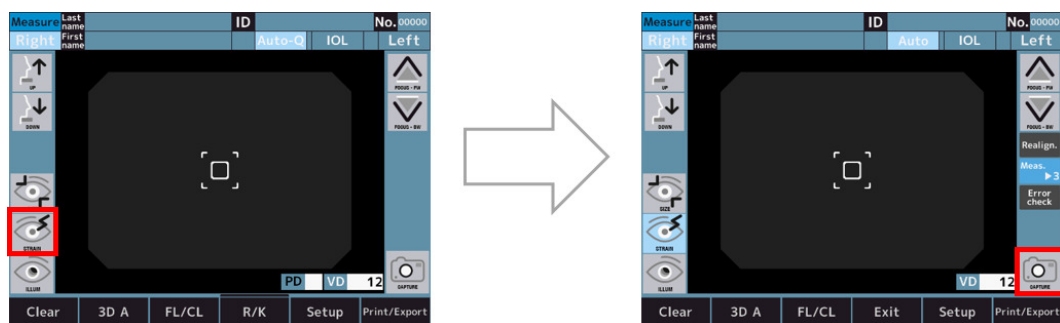 Measure Last name ID No. 00000
Right First name Auto-Q IOL Left
UP
FOCUS - FW
DOWN
FOCUS - BW
STRAIN
ILLUM
CAPTURE
PD VD 12
Clear 3D A FL/CL R/K Setup Print/Export
Measure Last name ID No. 00000
Right First name Auto IOL Left
UP
FOCUS - FW
DOWN
FOCUS - BW
Realign.
Meas.
▶3
Error
check
SIZE
STRAIN
ILLUM
CAPTURE
VD 12
Clear 3D A FL/CL Exit Setup Print/Export